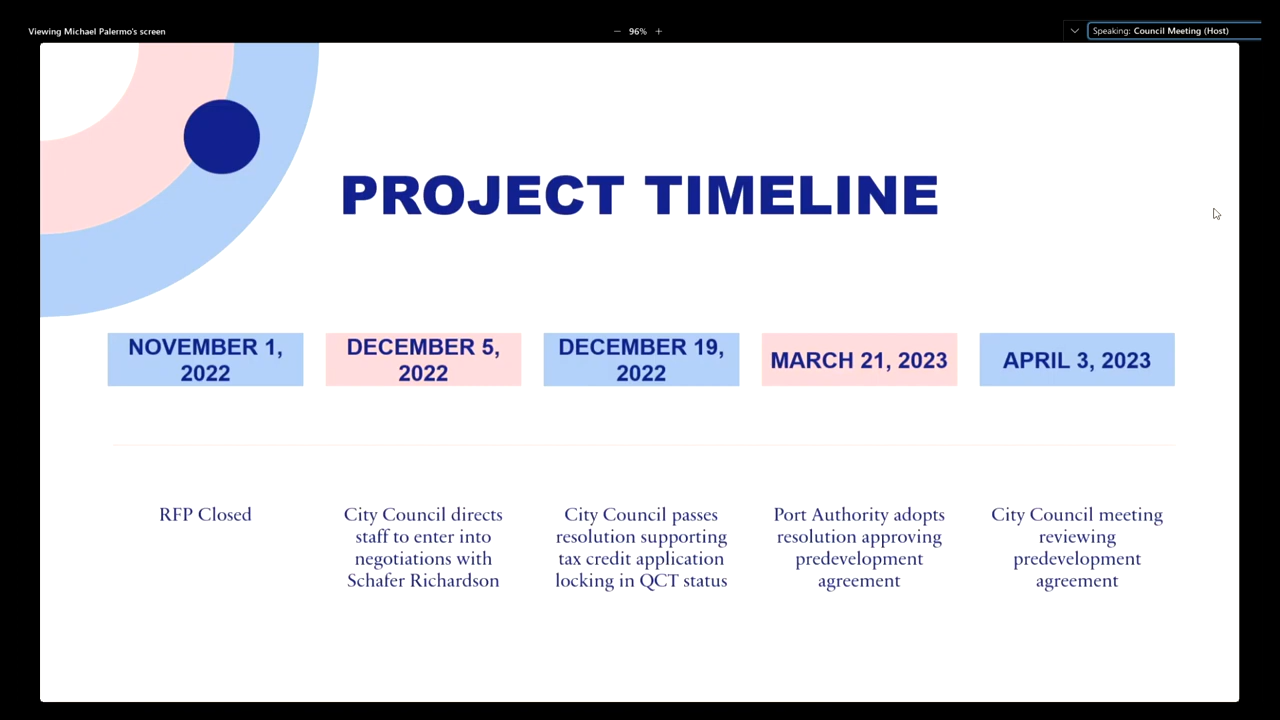 Viewing Michael Palermo's screen
− 96% +
Speaking: Council Meeting (Host)
PROJECT TIMELINE
NOVEMBER 1,
2022
DECEMBER 5,
2022
DECEMBER 19,
2022
MARCH 21, 2023
APRIL 3, 2023
RFP Closed
City Council directs
staff to enter into
negotiations with
Schafer Richardson
City Council passes
resolution supporting
tax credit application
locking in QCT status
Port Authority adopts
resolution approving
predevelopment
agreement
City Council meeting
reviewing
predevelopment
agreement